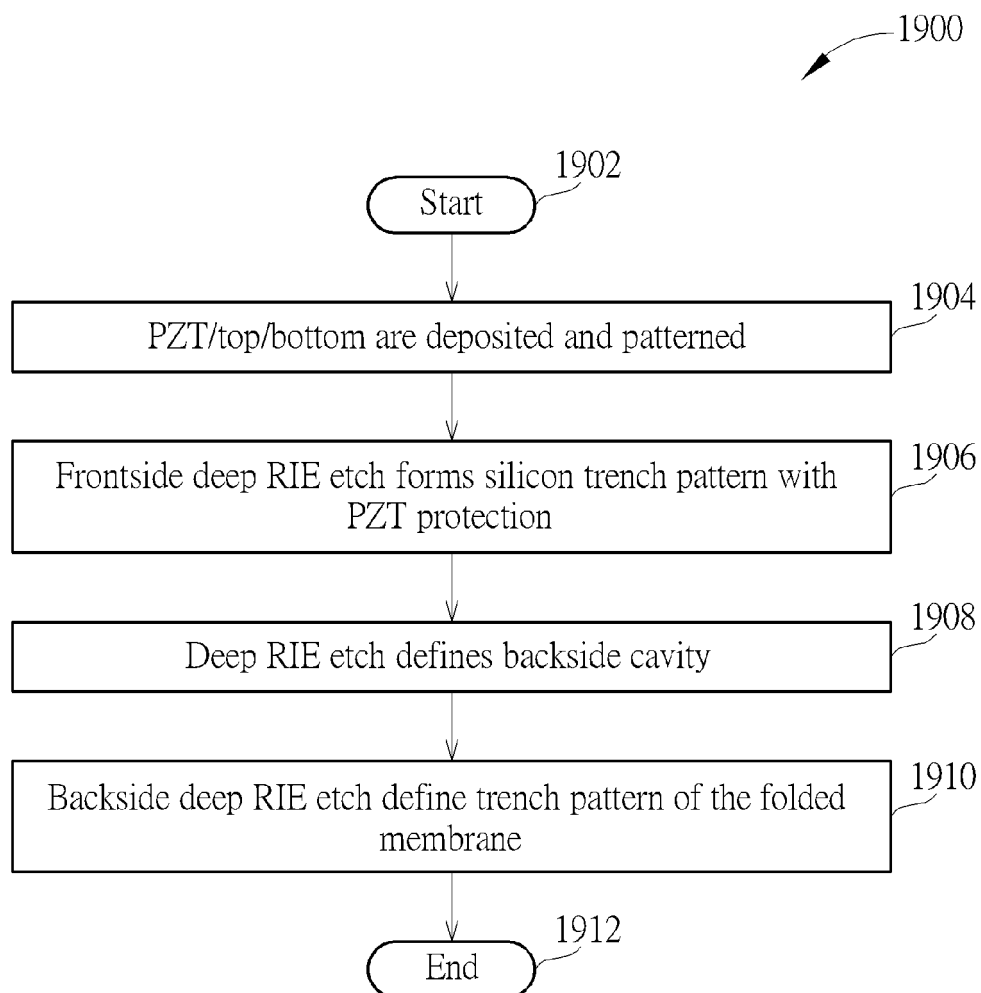 1900
1902
Start
1904
PZT/top/bottom are deposited and patterned
1906
Frontside deep RIE etch forms silicon trench pattern with
PZT protection
1908
Deep RIE etch defines backside cavity
1910
Backside deep RIE etch define trench pattern of the folded
membrane
1912
End